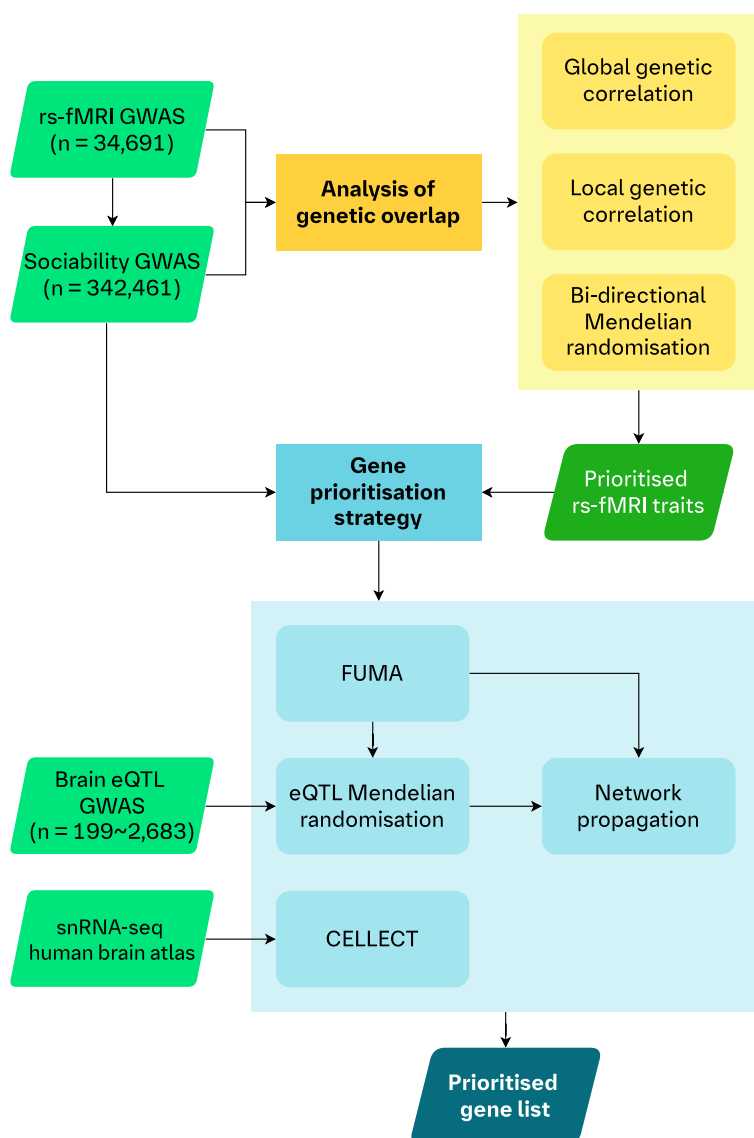 rs-fMRI GWAS
(n = 34,691)
Sociability GWAS
(n = 342,461)
Analysis of
genetic overlap
Global genetic
correlation
Local genetic
correlation
Bi-directional
Mendelian
randomisation
Gene
prioritisation
strategy
Prioritised
rs-fMRI traits
FUMA
Brain eQTL
GWAS
(n = 199~2,683)
eQTL Mendelian
randomisation
Network
propagation
snRNA-seq
human brain atlas
CELLECT
Prioritised
gene list